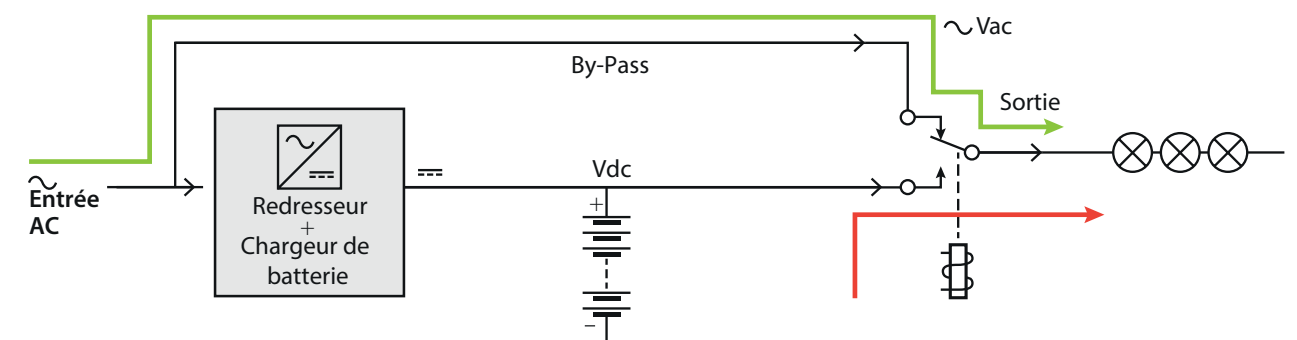 Vac
By-Pass
Sortie
Vdc
Entrée
AC
Redresseur
+
Chargeur de
batterie
+
−